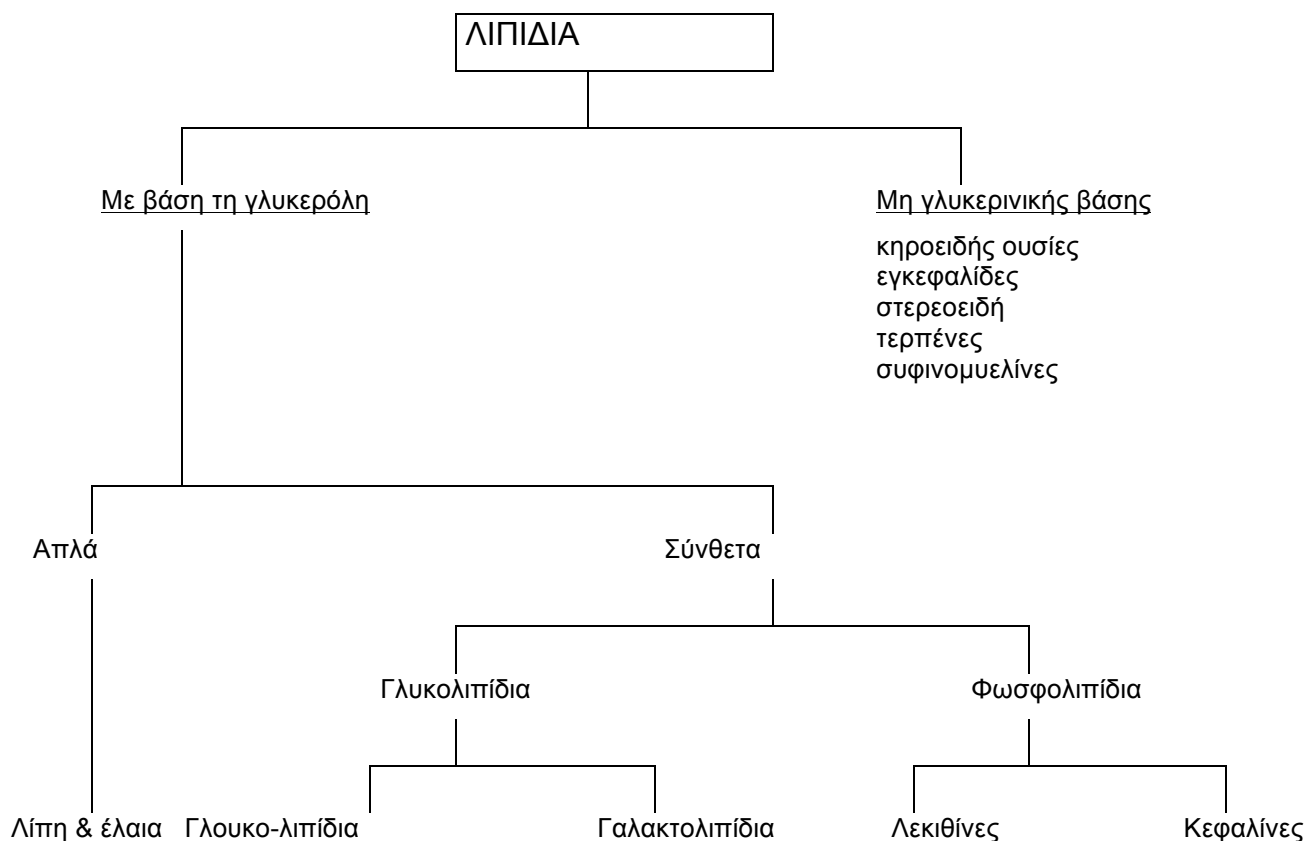 ΛΙΠΙΔΙΑ
Με βάση τη γλυκερόλη
Μη γλυκερινικής βάσης
κηροειδής ουσίες
εγκεφαλίδες
στερεοειδή
τερπένες
συφινομυελίνες
Απλά
Σύνθετα
Γλυκολιπίδια
Φωσφολιπίδια
Λίπη & έλαια
Γλουκο-λιπίδια
Γαλακτολιπίδια
Λεκιθίνες
Κεφαλίνες